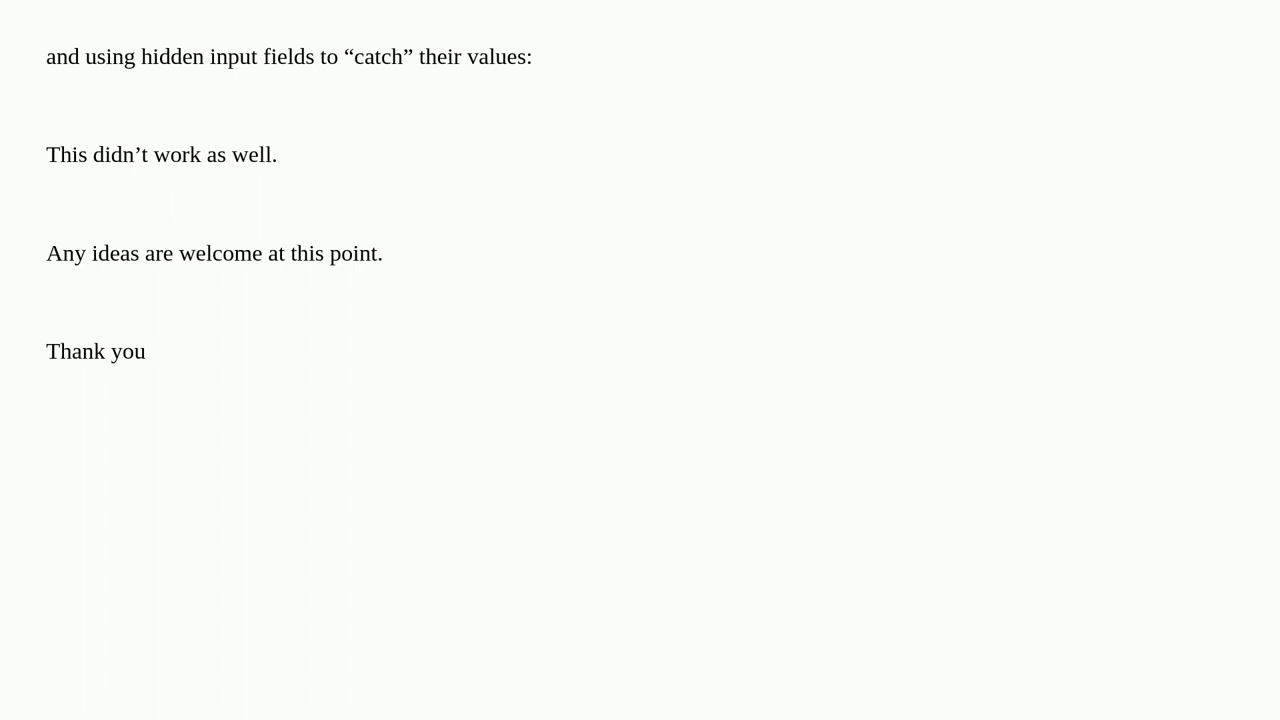 and using hidden input fields to “catch” their values:
This didn’t work as well.
Any ideas are welcome at this point.
Thank you